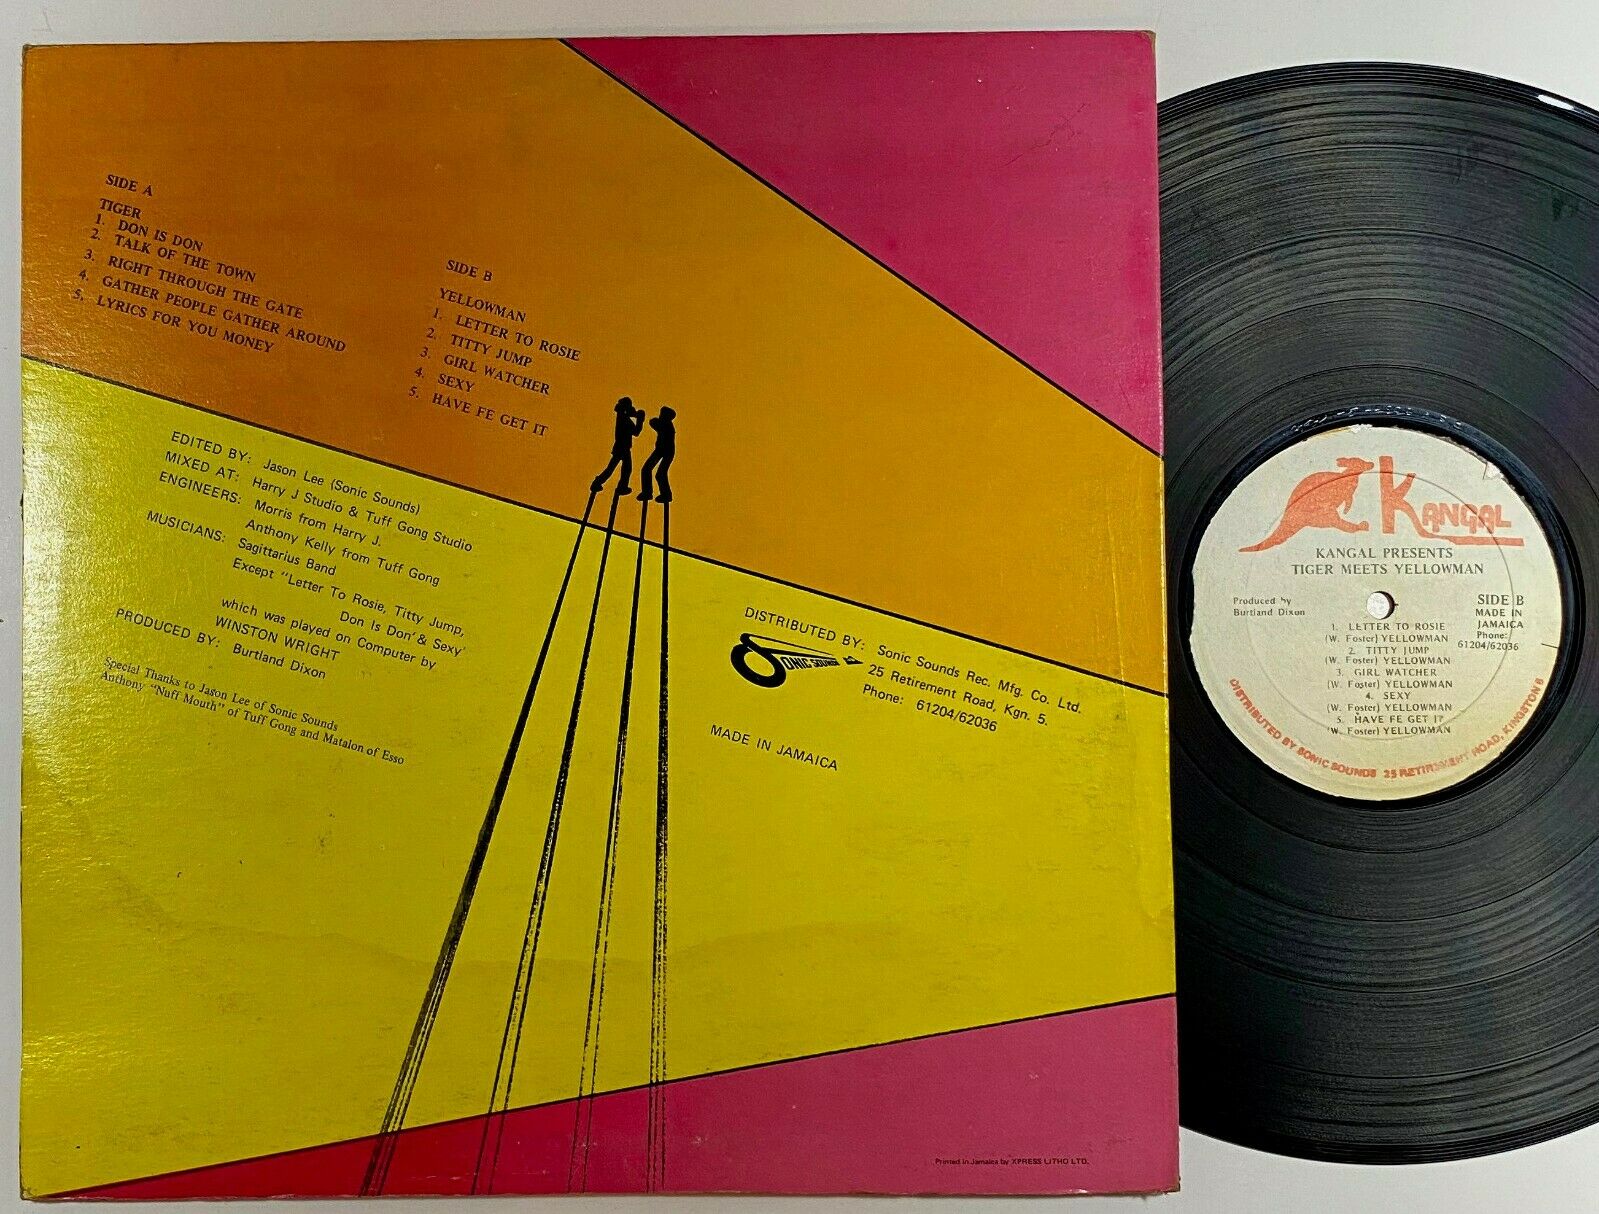 SIDE A
TIGER
1. DON IS DON
2. TALK OF THE TOWN
3. RIGHT THROUGH THE GATE
4. GATHER PEOPLE GATHER AROUND
5. LYRICS FOR YOU MONEY
SIDE B
YELLOWMAN
1. LETTER TO ROSIE
2. TITTY JUMP
3. GIRL WATCHER
4. SEXY
5. HAVE FE GET IT
EDITED BY: Jason Lee (Sonic Sounds)
MIXED AT: Harry J Studio & Tuff Gong Studio
ENGINEERS: Morris from Harry J.
Anthony Kelly from Tuff Gong
MUSICIANS: Sagittarius Band
Except "Letter To Rosie, Titty Jump,
Don Is Don' & Sexy'
which was played on Computer by
WINSTON WRIGHT
PRODUCED BY: Burtland Dixon
Special Thanks to Jason Lee of Sonic Sounds
Anthony "Nuff Mouth" of Tuff Gong and Matalon of Esso
DISTRIBUTED BY: Sonic Sounds Rec. Mfg. Co. Ltd.
SONIC SOUNDS
25 Retirement Road, Kgn. 5.
Phone: 61204/62036
MADE IN JAMAICA
Printed in Jamaica by XPRESS LITHO LTD.
KANGAL
KANGAL PRESENTS
TIGER MEETS YELLOWMAN
Produced by
Burtland Dixon
SIDE B
MADE IN
JAMAICA
Phone:
61204/62036
1. LETTER TO ROSIE
(W. Foster) YELLOWMAN
2. TITTY JUMP
(W. Foster) YELLOWMAN
3. GIRL WATCHER
(W. Foster) YELLOWMAN
4. SEXY
(W. Foster) YELLOWMAN
5. HAVE FE GET IT
(W. Foster) YELLOWMAN
DISTRIBUTED BY SONIC SOUNDS 25 RETIREMENT ROAD, KINGSTON 5